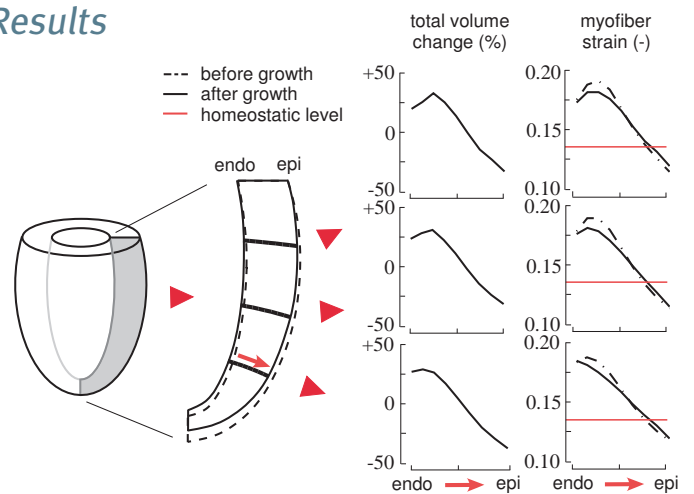 Results
total volume
change (%)
myofiber
strain (-)
before growth
after growth
homeostatic level
endo epi
+50
0
-50
+50
0
-50
+50
0
-50
0.20
0.15
0.10
0.20
0.15
0.10
0.20
0.15
0.10
endo epi
endo epi